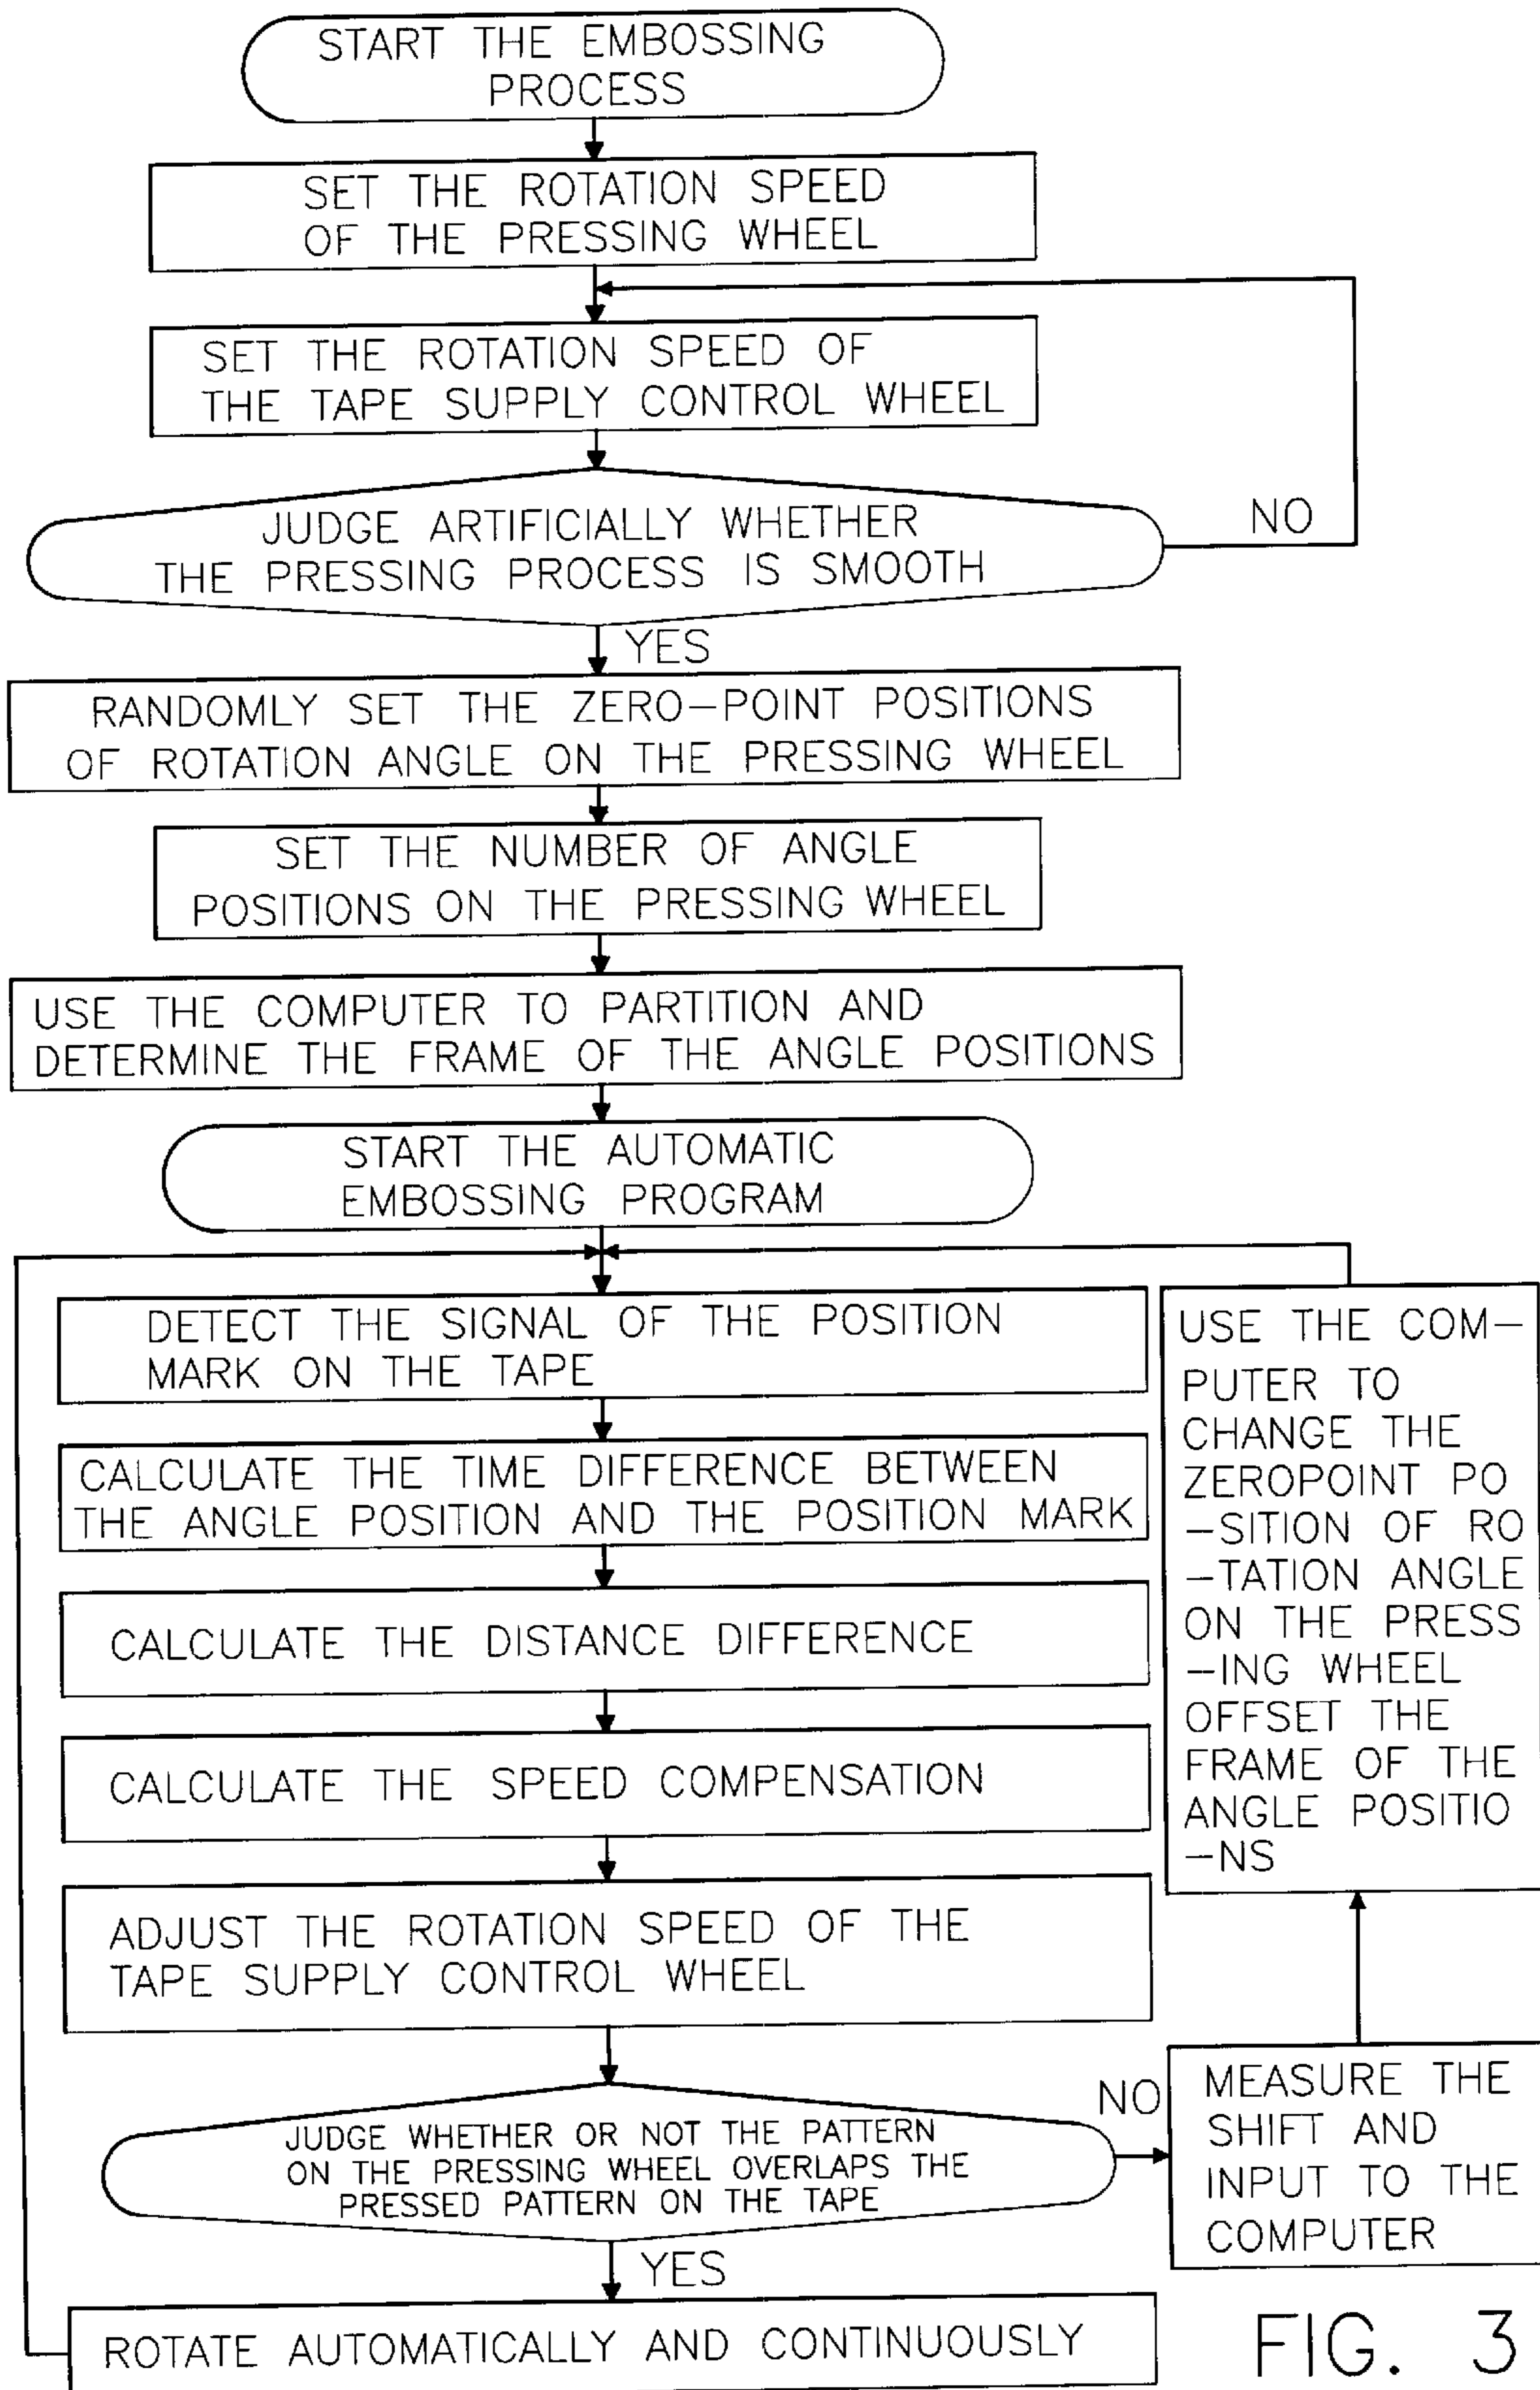 START THE EMBOSSING
PROCESS
SET THE ROTATION SPEED
OF THE PRESSING WHEEL
SET THE ROTATION SPEED OF
THE TAPE SUPPLY CONTROL WHEEL
JUDGE ARTIFICIALLY WHETHER
THE PRESSING PROCESS IS SMOOTH
NO
YES
RANDOMLY SET THE ZERO-POINT POSITIONS
OF ROTATION ANGLE ON THE PRESSING WHEEL
SET THE NUMBER OF ANGLE
POSITIONS ON THE PRESSING WHEEL
USE THE COMPUTER TO PARTITION AND
DETERMINE THE FRAME OF THE ANGLE POSITIONS
START THE AUTOMATIC
EMBOSSING PROGRAM
DETECT THE SIGNAL OF THE POSITION
MARK ON THE TAPE
CALCULATE THE TIME DIFFERENCE BETWEEN
THE ANGLE POSITION AND THE POSITION MARK
CALCULATE THE DISTANCE DIFFERENCE
CALCULATE THE SPEED COMPENSATION
ADJUST THE ROTATION SPEED OF THE
TAPE SUPPLY CONTROL WHEEL
JUDGE WHETHER OR NOT THE PATTERN
ON THE PRESSING WHEEL OVERLAPS THE
PRESSED PATTERN ON THE TAPE
NO
MEASURE THE
SHIFT AND
INPUT TO THE
COMPUTER
USE THE COM-
PUTER TO
CHANGE THE
ZEROPOINT PO
-SITION OF RO
-TATION ANGLE
ON THE PRESS
-ING WHEEL
OFFSET THE
FRAME OF THE
ANGLE POSITIO
-NS
YES
ROTATE AUTOMATICALLY AND CONTINUOUSLY
FIG. 3